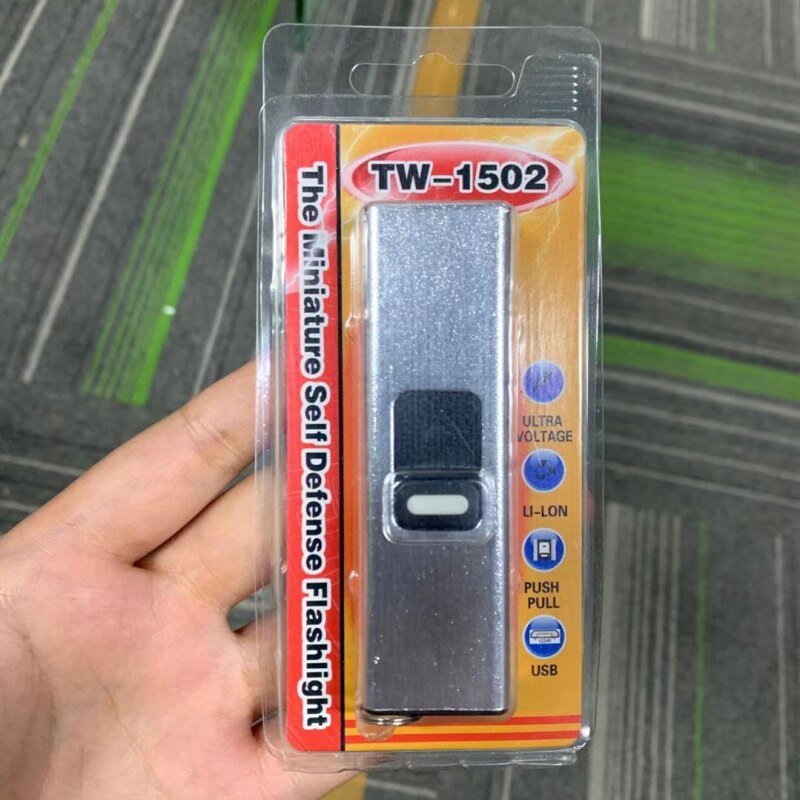 TW-1502
The Miniature Self Defense Flashlight
ULTRA
VOLTAGE
LI-LON
PUSH
PULL
USB